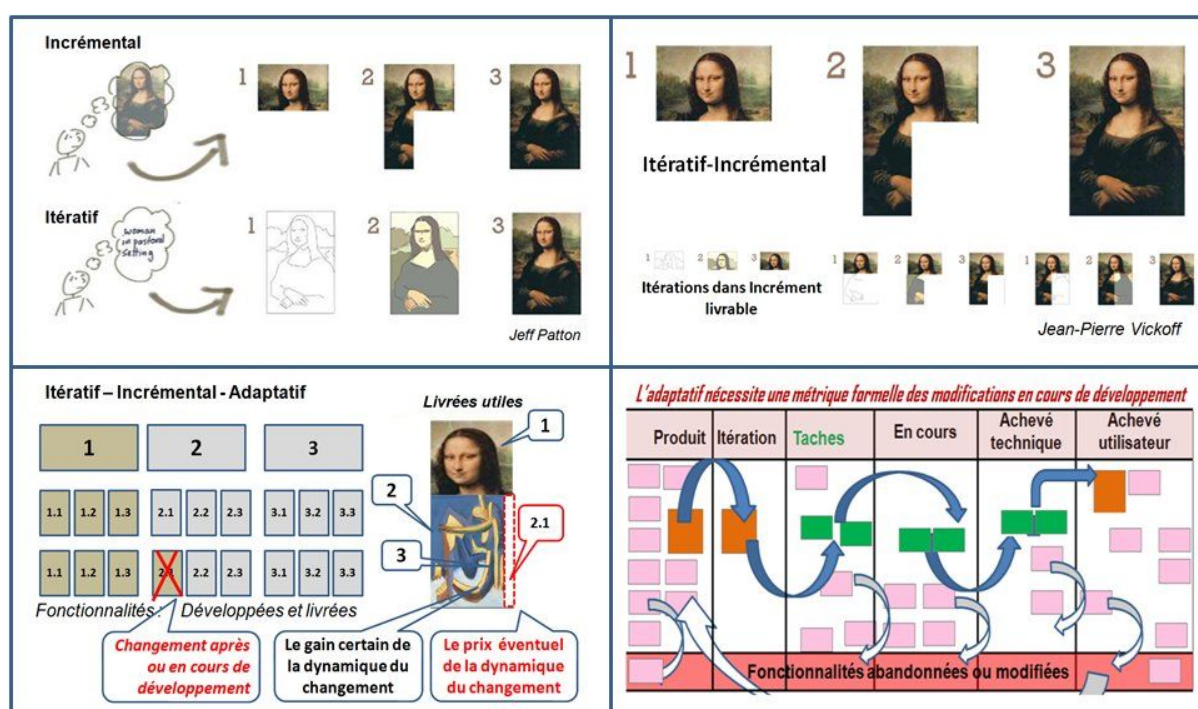 Incrémental
1
2
3
Itératif
woman
in pastoral
setting
1
2
3
Jeff Patton
1
2
3
Itératif-Incrémental
1
2
3
1
2
3
1
2
3
Itérations dans Incrément
livrable
Jean-Pierre Vickoff
Itératif – Incrémental - Adaptatif
Livrées utiles
1
2
3
1
2
3
2.1
1.1 1.2 1.3 2.1 2.2 2.3 3.1 3.2 3.3
1.1 1.2 1.3 2.1 2.2 2.3 3.1 3.2 3.3
Fonctionnalités : Développées et livrées
Changement après
ou en cours de
développement
Le gain certain de
la dynamique du
changement
Le prix éventuel
de la dynamique
du changement
L'adaptatif nécessite une métrique formelle des modifications en cours de développement
Produit
Itération
Taches
En cours
Achevé
technique
Achevé
utilisateur
Fonctionnalités abandonnées ou modifiées